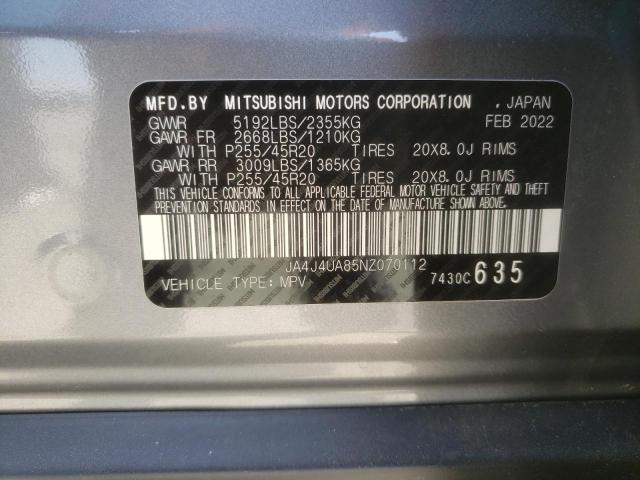 MFD.BY MITSUBISHI MOTORS CORPORATION , JAPAN
GVWR 5192LBS/2355KG FEB 2022
GAWR FR 2668LBS/1210KG
WITH P255/45R20 TIRES 20X8.0J RIMS
GAWR RR 3009LBS/1365KG
WITH P255/45R20 TIRES 20X8.0J RIMS
THIS VEHICLE CONFORMS TO ALL APPLICABLE FEDERAL MOTOR VEHICLE SAFETY AND THEFT
PREVENTION STANDARDS IN EFFECT ON THE DATE OF MANUFACTURE SHOWN ABOVE.
JA4J4UA85NZ070112
VEHICLE TYPE: MPV 7430C 635